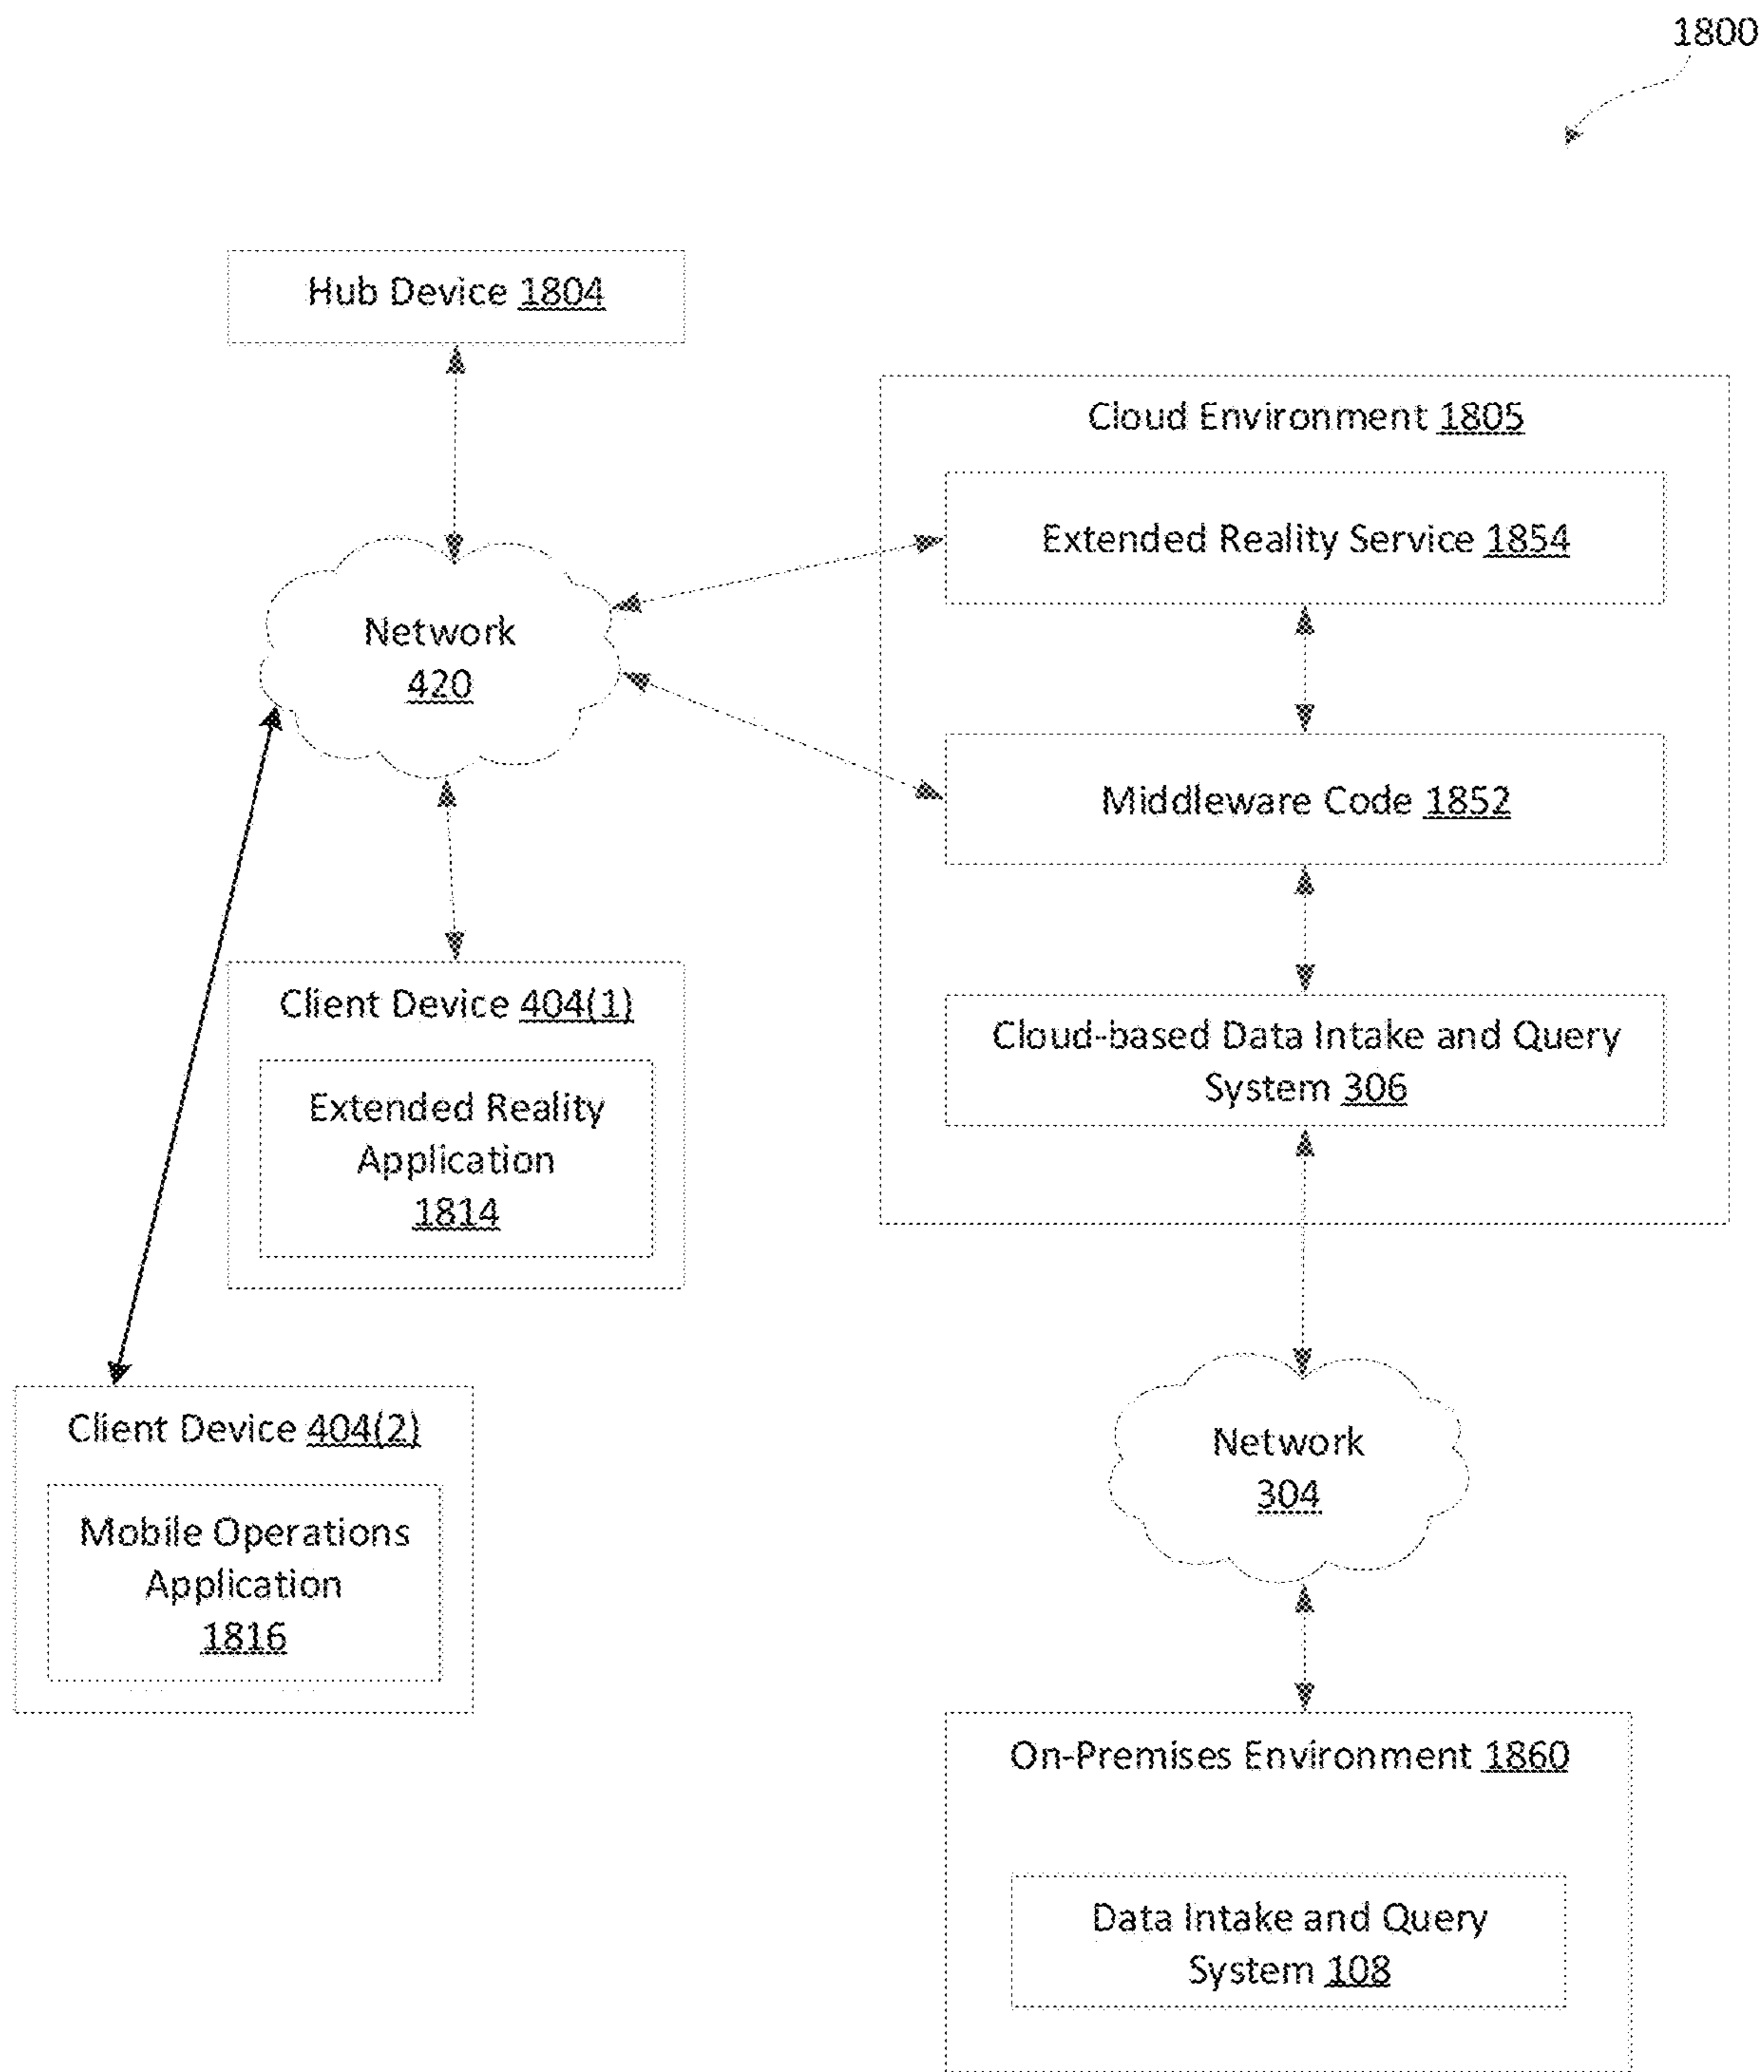 1800
Hub Device 1804
Cloud Environment 1805
Extended Reality Service 1854
Network
420
Middleware Code 1852
Client Device 404(1)
Extended Reality
Application
1814
Cloud-based Data Intake and Query
System 306
Client Device 404(2)
Mobile Operations
Application
1816
Network
304
On-Premises Environment 1860
Data Intake and Query
System 108